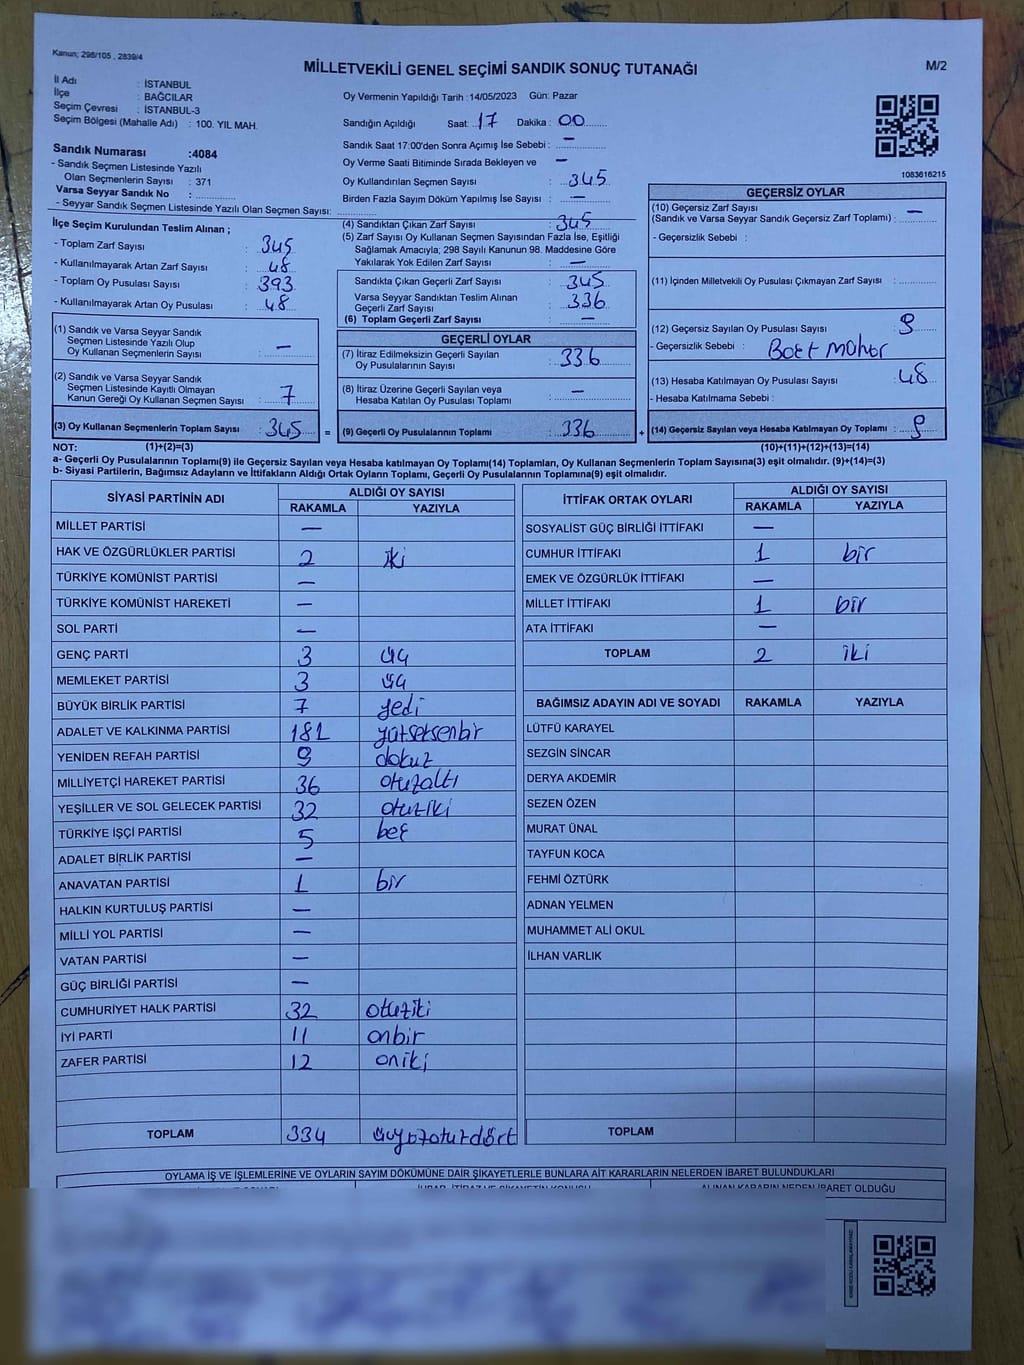 Kanun; 298/105 , 2839/4
MİLLETVEKİLİ GENEL SEÇİMİ SANDIK SONUÇ TUTANAĞI
M/2
İl Adı : İSTANBUL
İlçe : BAĞCILAR
Seçim Çevresi : İSTANBUL-3
Seçim Bölgesi (Mahalle Adı) : 100. YIL MAH.
Sandık Numarası :4084
- Sandık Seçmen Listesinde Yazılı
Olan Seçmenlerin Sayısı : 371
Varsa Seyyar Sandık No :
- Seyyar Sandık Seçmen Listesinde Yazılı Olan Seçmen Sayısı:
Oy Vermenin Yapıldığı Tarih :14/05/2023 Gün: Pazar
Sandığın Açıldığı Saat 17 Dakika : 00
Sandık Saat 17:00'den Sonra Açımış İse Sebebi : —
Oy Verme Saati Bitiminde Sırada Bekleyen ve —
Oy Kullandırılan Seçmen Sayısı : 345
Birden Fazla Sayım Döküm Yapılmış İse Sayısı : —
1083616215
İlçe Seçim Kurulundan Teslim Alınan ;
- Toplam Zarf Sayısı : 345
- Kullanılmayarak Artan Zarf Sayısı : 48
- Toplam Oy Pusulası Sayısı : 393
- Kullanılmayarak Artan Oy Pusulası : 48
(1) Sandık ve Varsa Seyyar Sandık
Seçmen Listesinde Yazılı Olup
Oy Kullanan Seçmenlerin Sayısı : —
(2) Sandık ve Varsa Seyyar Sandık
Seçmen Listesinde Kayıtlı Olmayan
Kanun Gereği Oy Kullanan Seçmen Sayısı : 7
(3) Oy Kullanan Seçmenlerin Toplam Sayısı : 345 =
(4) Sandıktan Çıkan Zarf Sayısı : 345
(5) Zarf Sayısı Oy Kullanan Seçmen Sayısından Fazla İse, Eşitliği
Sağlamak Amacıyla; 298 Sayılı Kanunun 98. Maddesine Göre
Yakılarak Yok Edilen Zarf Sayısı : —
Sandıkta Çıkan Geçerli Zarf Sayısı : 345
Varsa Seyyar Sandıktan Teslim Alınan
Geçerli Zarf Sayısı : 336
(6) Toplam Geçerli Zarf Sayısı : —
GEÇERLİ OYLAR
(7) İtiraz Edilmeksizin Geçerli Sayılan
Oy Pusulalarının Sayısı : 336
(8) İtiraz Üzerine Geçerli Sayılan veya
Hesaba Katılan Oy Pusulası Toplamı : —
(9) Geçerli Oy Pusulalarının Toplamı : 336 +
GEÇERSİZ OYLAR
(10) Geçersiz Zarf Sayısı
(Sandık ve Varsa Seyyar Sandık Geçersiz Zarf Toplamı) : —
- Geçersizlik Sebebi :
(11) İçinden Milletvekili Oy Pusulası Çıkmayan Zarf Sayısı :
(12) Geçersiz Sayılan Oy Pusulası Sayısı : 9
- Geçersizlik Sebebi :
(13) Hesaba Katılmayan Oy Pusulası Sayısı : 48
- Hesaba Katılmama Sebebi :
(14) Geçersiz Sayılan veya Hesaba Katılmayan Oy Toplamı : 9
NOT: (1)+(2)=(3) (10)+(11)+(12)+(13)=(14)
a- Geçerli Oy Pusulalarının Toplamı(9) ile Geçersiz Sayılan veya Hesaba katılmayan Oy Toplamı(14) Toplamları, Oy Kullanan Seçmenlerin Toplam Sayısına(3) eşit olmalıdır. (9)+(14)=(3)
b- Siyasi Partilerin, Bağımsız Adayların ve İttifakların Aldığı Ortak Oyların Toplamı, Geçerli Oy Pusulalarının Toplamına(9) eşit olmalıdır.
SİYASİ PARTİNİN ADI ALDIĞI OY SAYISI
RAKAMLA YAZIYLA
MİLLET PARTİSİ —
HAK VE ÖZGÜRLÜKLER PARTİSİ 2 iki
TÜRKİYE KOMÜNİST PARTİSİ —
TÜRKİYE KOMÜNİST HAREKETİ —
SOL PARTİ —
GENÇ PARTİ 3 üç
MEMLEKET PARTİSİ 3 üç
BÜYÜK BİRLİK PARTİSİ 7 yedi
ADALET VE KALKINMA PARTİSİ 181 yüzseksenbir
YENİDEN REFAH PARTİSİ 9 dokuz
MİLLİYETÇİ HAREKET PARTİSİ 36 otuzaltı
YEŞİLLER VE SOL GELECEK PARTİSİ 32 otuziki
TÜRKİYE İŞÇİ PARTİSİ 5 beş
ADALET BİRLİK PARTİSİ —
ANAVATAN PARTİSİ 1 bir
HALKIN KURTULUŞ PARTİSİ —
MİLLİ YOL PARTİSİ —
VATAN PARTİSİ —
GÜÇ BİRLİĞİ PARTİSİ —
CUMHURİYET HALK PARTİSİ 32 otuziki
İYİ PARTİ 11 onbir
ZAFER PARTİSİ 12 oniki
TOPLAM 334 üçyüzotuzdört
İTTİFAK ORTAK OYLARI ALDIĞI OY SAYISI
RAKAMLA YAZIYLA
SOSYALİST GÜÇ BİRLİĞİ İTTİFAKI —
CUMHUR İTTİFAKI 1 bir
EMEK VE ÖZGÜRLÜK İTTİFAKI —
MİLLET İTTİFAKI 1 bir
ATA İTTİFAKI —
TOPLAM 2 iki
BAĞIMSIZ ADAYIN ADI VE SOYADI RAKAMLA YAZIYLA
LÜTFÜ KARAYEL
SEZGİN SİNCAR
DERYA AKDEMİR
SEZEN ÖZEN
MURAT ÜNAL
TAYFUN KOCA
FEHMİ ÖZTÜRK
ADNAN YELMEN
MUHAMMET ALİ OKUL
İLHAN VARLIK
TOPLAM
OYLAMA İŞ VE İŞLEMLERİNE VE OYLARIN SAYIM DÖKÜMÜNE DAİR ŞİKAYETLERLE BUNLARA AİT KARARLARIN NELERDEN İBARET BULUNDUKLARI
ALINAN KARARIN NEDEN İBARET OLDUĞU